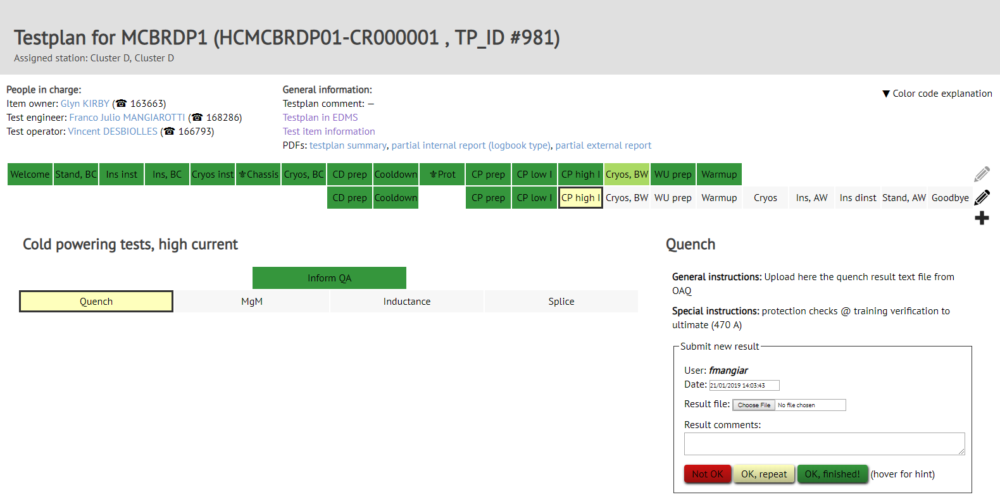 Testplan for MCBRDP1 (HCMCBRDP01-CR000001 , TP_ID #981)
Assigned station: Cluster D, Cluster D
People in charge:
Item owner: Glyn KIRBY (☎ 163663)
Test engineer: Franco Julio MANGIAROTTI (☎ 168286)
Test operator: Vincent DESBIOLLES (☎ 166793)
General information:
Testplan comment: —
Testplan in EDMS
Test item information
PDFs: testplan summary, partial internal report (logbook type), partial external report
▼ Color code explanation
Welcome Stand, BC Ins inst Ins, BC Cryos inst ⚜Chassis Cryos, BC CD prep Cooldown ⚜Prot CP prep CP low I CP high I Cryos, BW WU prep Warmup
CD prep Cooldown CP prep CP low I CP high I Cryos, BW WU prep Warmup Cryos Ins, AW Ins dinst Stand, AW Goodbye
Cold powering tests, high current
Inform QA
Quench MgM Inductance Splice
Quench
General instructions: Upload here the quench result text file from
OAQ
Special instructions: protection checks @ training verification to
ultimate (470 A)
Submit new result
User: fmangiar
Date: 21/01/2019 14:03:43
Result file: Choose File No file chosen
Result comments:
Not OK OK, repeat OK, finished! (hover for hint)